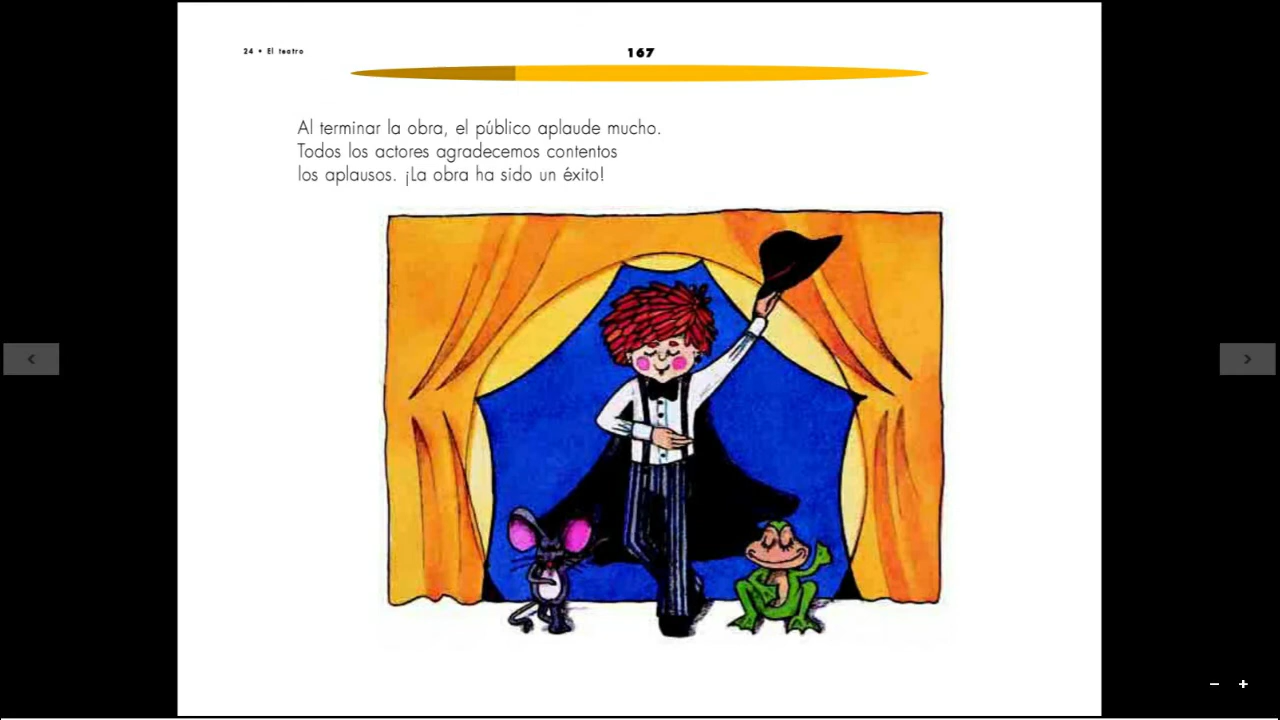 24 • El teatro
167
Al terminar la obra, el público aplaude mucho.
Todos los actores agradecemos contentos
los aplausos. ¡La obra ha sido un éxito!